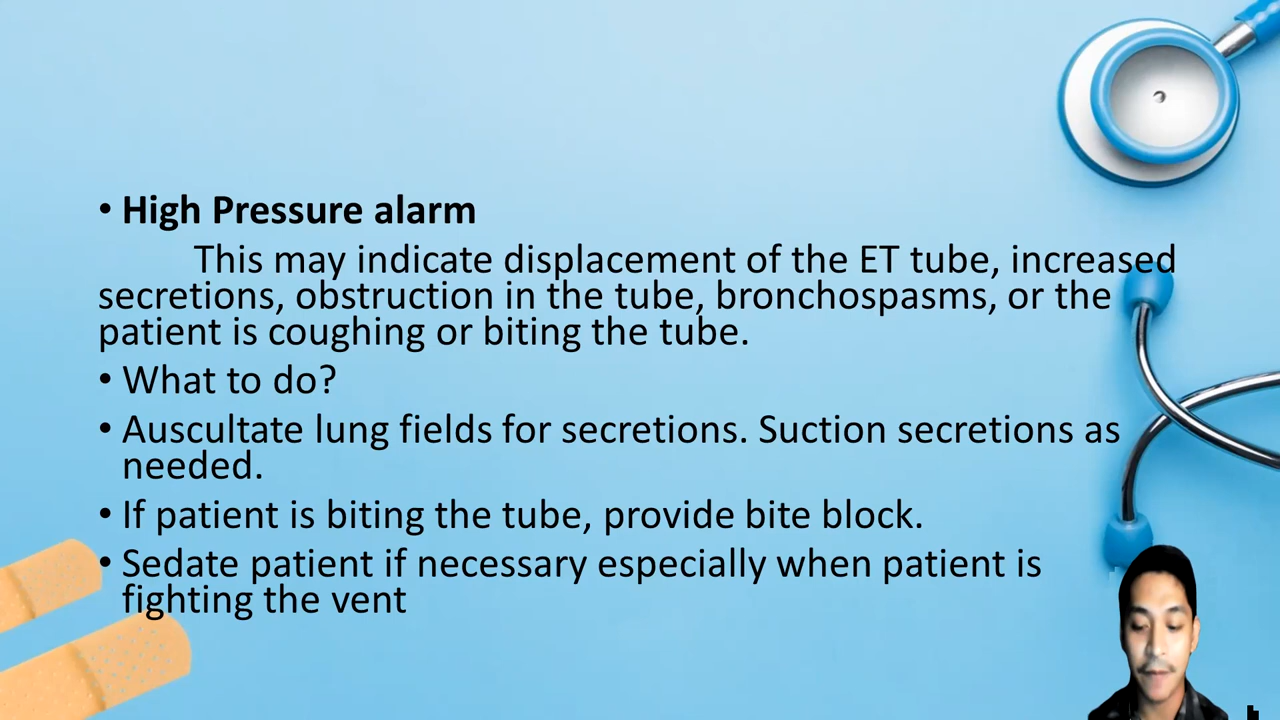 • High Pressure alarm
This may indicate displacement of the ET tube, increased
secretions, obstruction in the tube, bronchospasms, or the
patient is coughing or biting the tube.
• What to do?
• Auscultate lung fields for secretions. Suction secretions as
needed.
• If patient is biting the tube, provide bite block.
• Sedate patient if necessary especially when patient is
fighting the vent